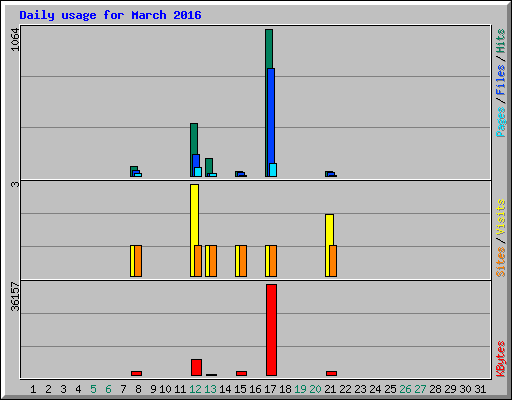 Daily usage for March 2016
1064
3
36157
Pages / Files / Hits
Sites / Visits
KBytes
1 2 3 4 5 6 7 8 9 10 11 12 13 14 15 16 17 18 19 20 21 22 23 24 25 26 27 28 29 30 31